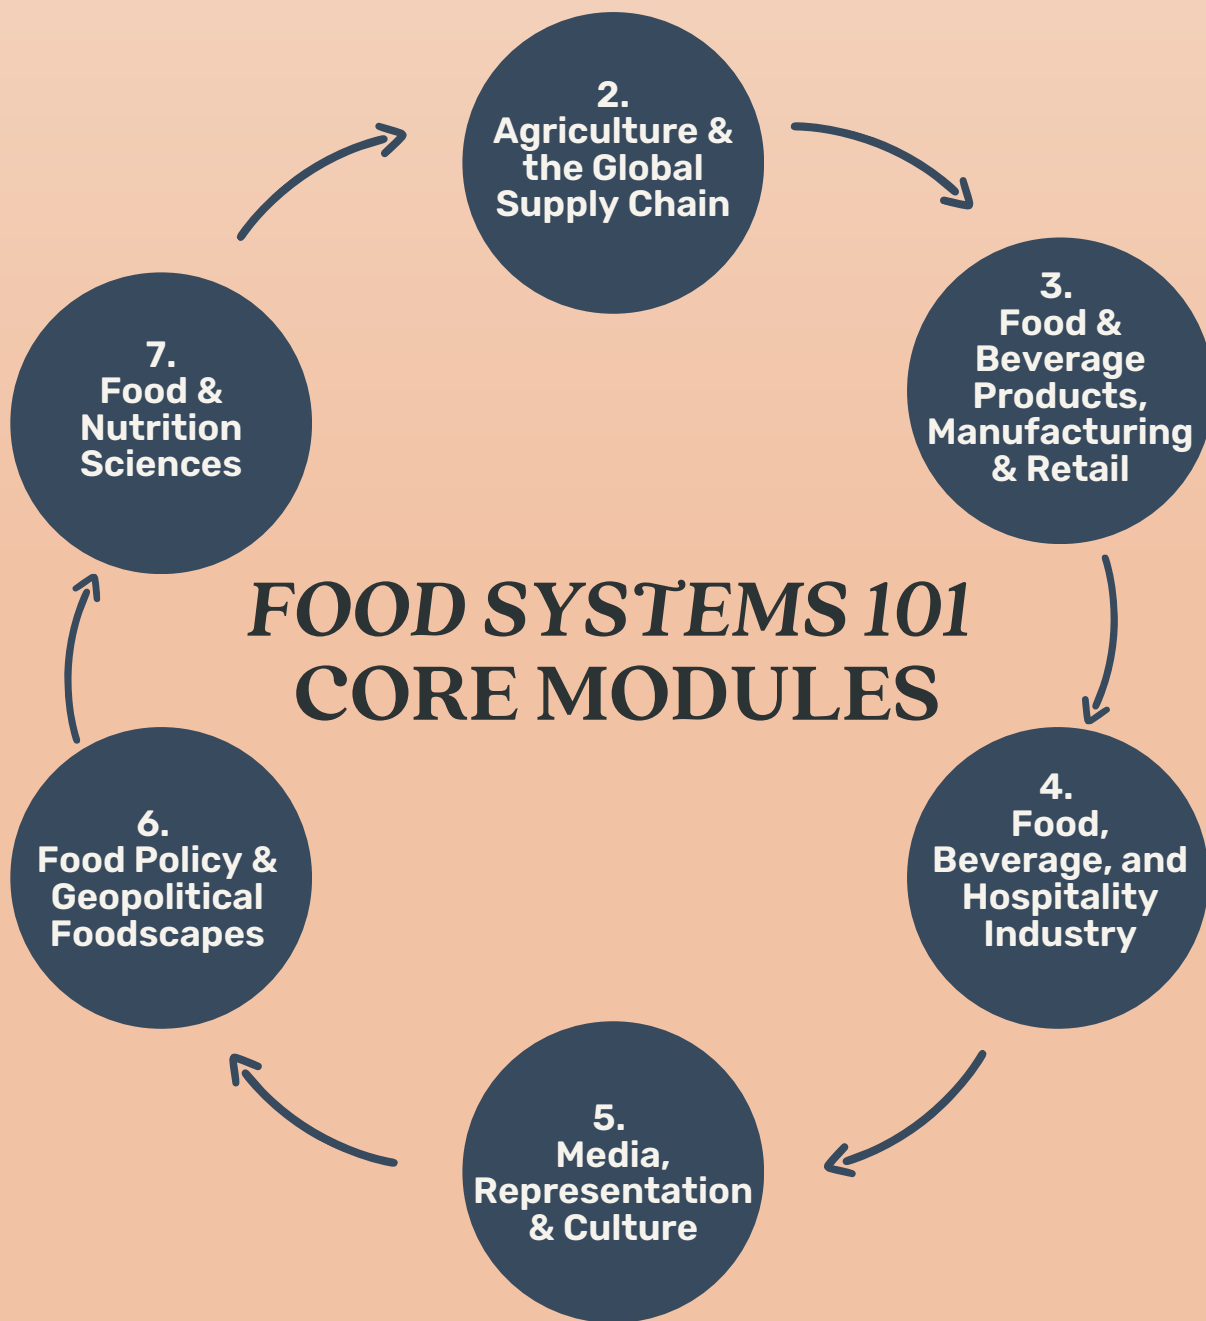 2.
Agriculture &
the Global
Supply Chain
3.
Food &
Beverage
Products,
Manufacturing
& Retail
4.
Food,
Beverage, and
Hospitality
Industry
5.
Media,
Representation
& Culture
6.
Food Policy &
Geopolitical
Foodscapes
7.
Food &
Nutrition
Sciences
FOOD SYSTEMS 101
CORE MODULES